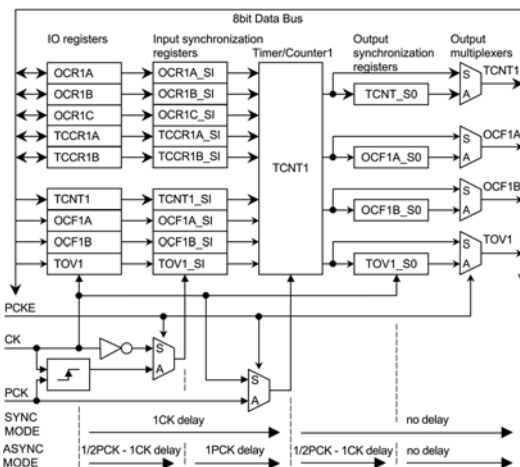 8bit Data Bus
IO registers
Input synchronization registers
Timer/Counter1
Output synchronization registers
Output multiplexers
OCR1A
OCR1B
OCR1C
TCCR1A
TCCR1B
TCNT1
OCF1A
OCF1B
TOV1
OCR1A_SI
OCR1B_SI
OCR1C_SI
TCCR1A_SI
TCCR1B_SI
TCNT1_SI
OCF1A_SI
OCF1B_SI
TOV1_SI
TCNT1
TCNT_S0
OCF1A_S0
OCF1B_S0
TOV1_S0
S
A
TCNT1
S
A
OCF1A
S
A
OCF1B
S
A
TOV1
PCKE
CK
S
A
PCK
S
A
SYNC MODE
1CK delay
no delay
ASYNC MODE
1/2PCK - 1CK delay
1PCK delay
1/2PCK - 1CK delay
no delay